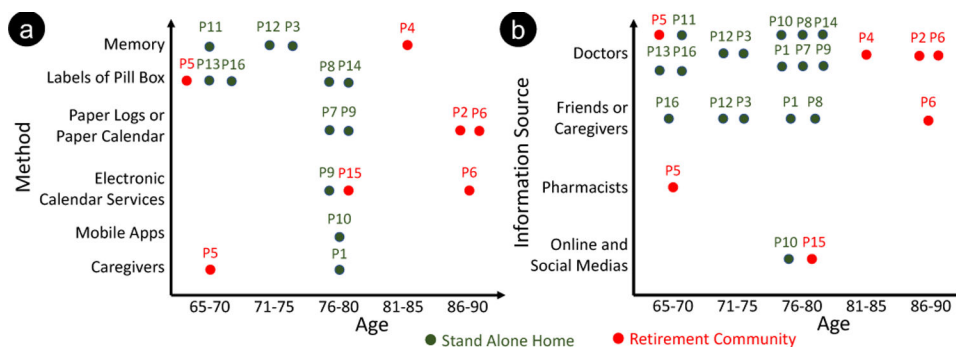 a
Method
P11 P12 P3 P4
Memory
P5 P13 P16 P8 P14
Labels of Pill Box
P7 P9 P2 P6
Paper Logs or
Paper Calendar
P9 P15 P6
Electronic
Calendar Services
P10
Mobile Apps
P5 P1
Caregivers
65-70 71-75 76-80 81-85 86-90
Age
b
Information Source
P5 P11 P10 P8 P14
Doctors
P13 P16 P12 P3 P1 P7 P9 P4 P2 P6
Friends or
Caregivers
P16 P12 P3 P1 P8 P6
P5
Pharmacists
P10 P15
Online and
Social Medias
65-70 71-75 76-80 81-85 86-90
Age
Stand Alone Home Retirement Community